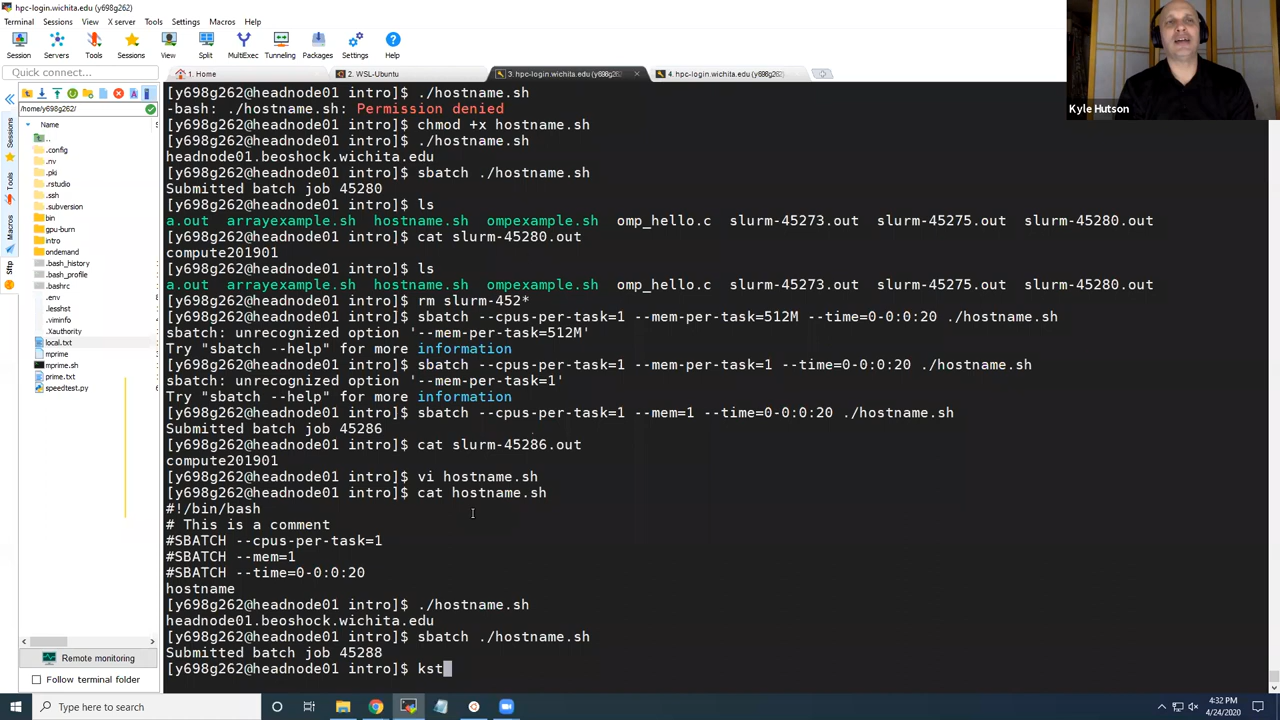 hpc-login.wichita.edu (y698g262)
Terminal Sessions View X server Tools Settings Macros Help
Session Servers Tools Sessions View Split MultiExec Tunneling Packages Settings Help
Quick connect...
1. Home
2. WSL-Ubuntu
3. hpc-login.wichita.edu (y698g26
4. hpc-login.wichita.edu (y698g262)
/home/y698g262/
Name
..
.config
.nv
.pki
.rstudio
.ssh
.subversion
bin
gpu-burn
intro
ondemand
.bash_history
.bash_profile
.bashrc
.env
.lesshst
.viminfo
.Xauthority
local.txt
mprime
mprime.sh
prime.txt
speedtest.py
Sessions
Tools
Macros
Sftp
Remote monitoring
Follow terminal folder
[y698g262@headnode01 intro]$ ./hostname.sh
-bash: ./hostname.sh: Permission denied
[y698g262@headnode01 intro]$ chmod +x hostname.sh
[y698g262@headnode01 intro]$ ./hostname.sh
headnode01.beoshock.wichita.edu
[y698g262@headnode01 intro]$ sbatch ./hostname.sh
Submitted batch job 45280
[y698g262@headnode01 intro]$ ls
a.out arrayexample.sh hostname.sh ompexample.sh omp_hello.c slurm-45273.out slurm-45275.out slurm-45280.out
[y698g262@headnode01 intro]$ cat slurm-45280.out
compute201901
[y698g262@headnode01 intro]$ ls
a.out arrayexample.sh hostname.sh ompexample.sh omp_hello.c slurm-45273.out slurm-45275.out slurm-45280.out
[y698g262@headnode01 intro]$ rm slurm-452*
[y698g262@headnode01 intro]$ sbatch --cpus-per-task=1 --mem-per-task=512M --time=0-0:0:20 ./hostname.sh
sbatch: unrecognized option '--mem-per-task=512M'
Try "sbatch --help" for more information
[y698g262@headnode01 intro]$ sbatch --cpus-per-task=1 --mem-per-task=1 --time=0-0:0:20 ./hostname.sh
sbatch: unrecognized option '--mem-per-task=1'
Try "sbatch --help" for more information
[y698g262@headnode01 intro]$ sbatch --cpus-per-task=1 --mem=1 --time=0-0:0:20 ./hostname.sh
Submitted batch job 45286
[y698g262@headnode01 intro]$ cat slurm-45286.out
compute201901
[y698g262@headnode01 intro]$ vi hostname.sh
[y698g262@headnode01 intro]$ cat hostname.sh
#!/bin/bash
# This is a comment
#SBATCH --cpus-per-task=1
#SBATCH --mem=1
#SBATCH --time=0-0:0:20
hostname
[y698g262@headnode01 intro]$ ./hostname.sh
headnode01.beoshock.wichita.edu
[y698g262@headnode01 intro]$ sbatch ./hostname.sh
Submitted batch job 45288
[y698g262@headnode01 intro]$ kst
Kyle Hutson
Type here to search
4:32 PM
4/24/2020